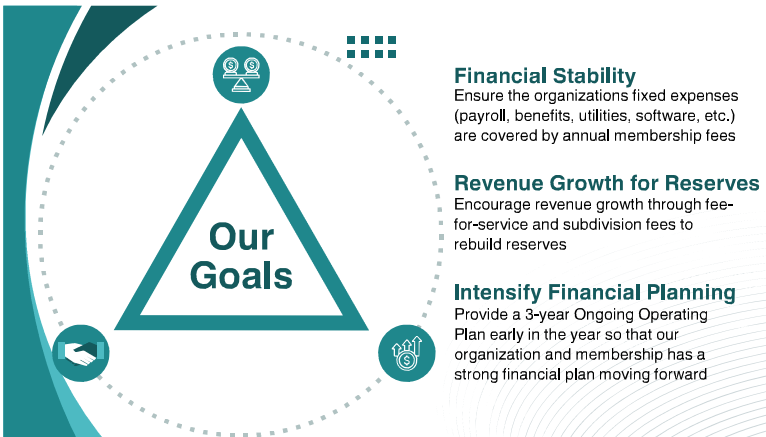 Our
Goals
Financial Stability
Ensure the organizations fixed expenses
(payroll, benefits, utilities, software, etc.)
are covered by annual membership fees
Revenue Growth for Reserves
Encourage revenue growth through fee-
for-service and subdivision fees to
rebuild reserves
Intensify Financial Planning
Provide a 3-year Ongoing Operating
Plan early in the year so that our
organization and membership has a
strong financial plan moving forward